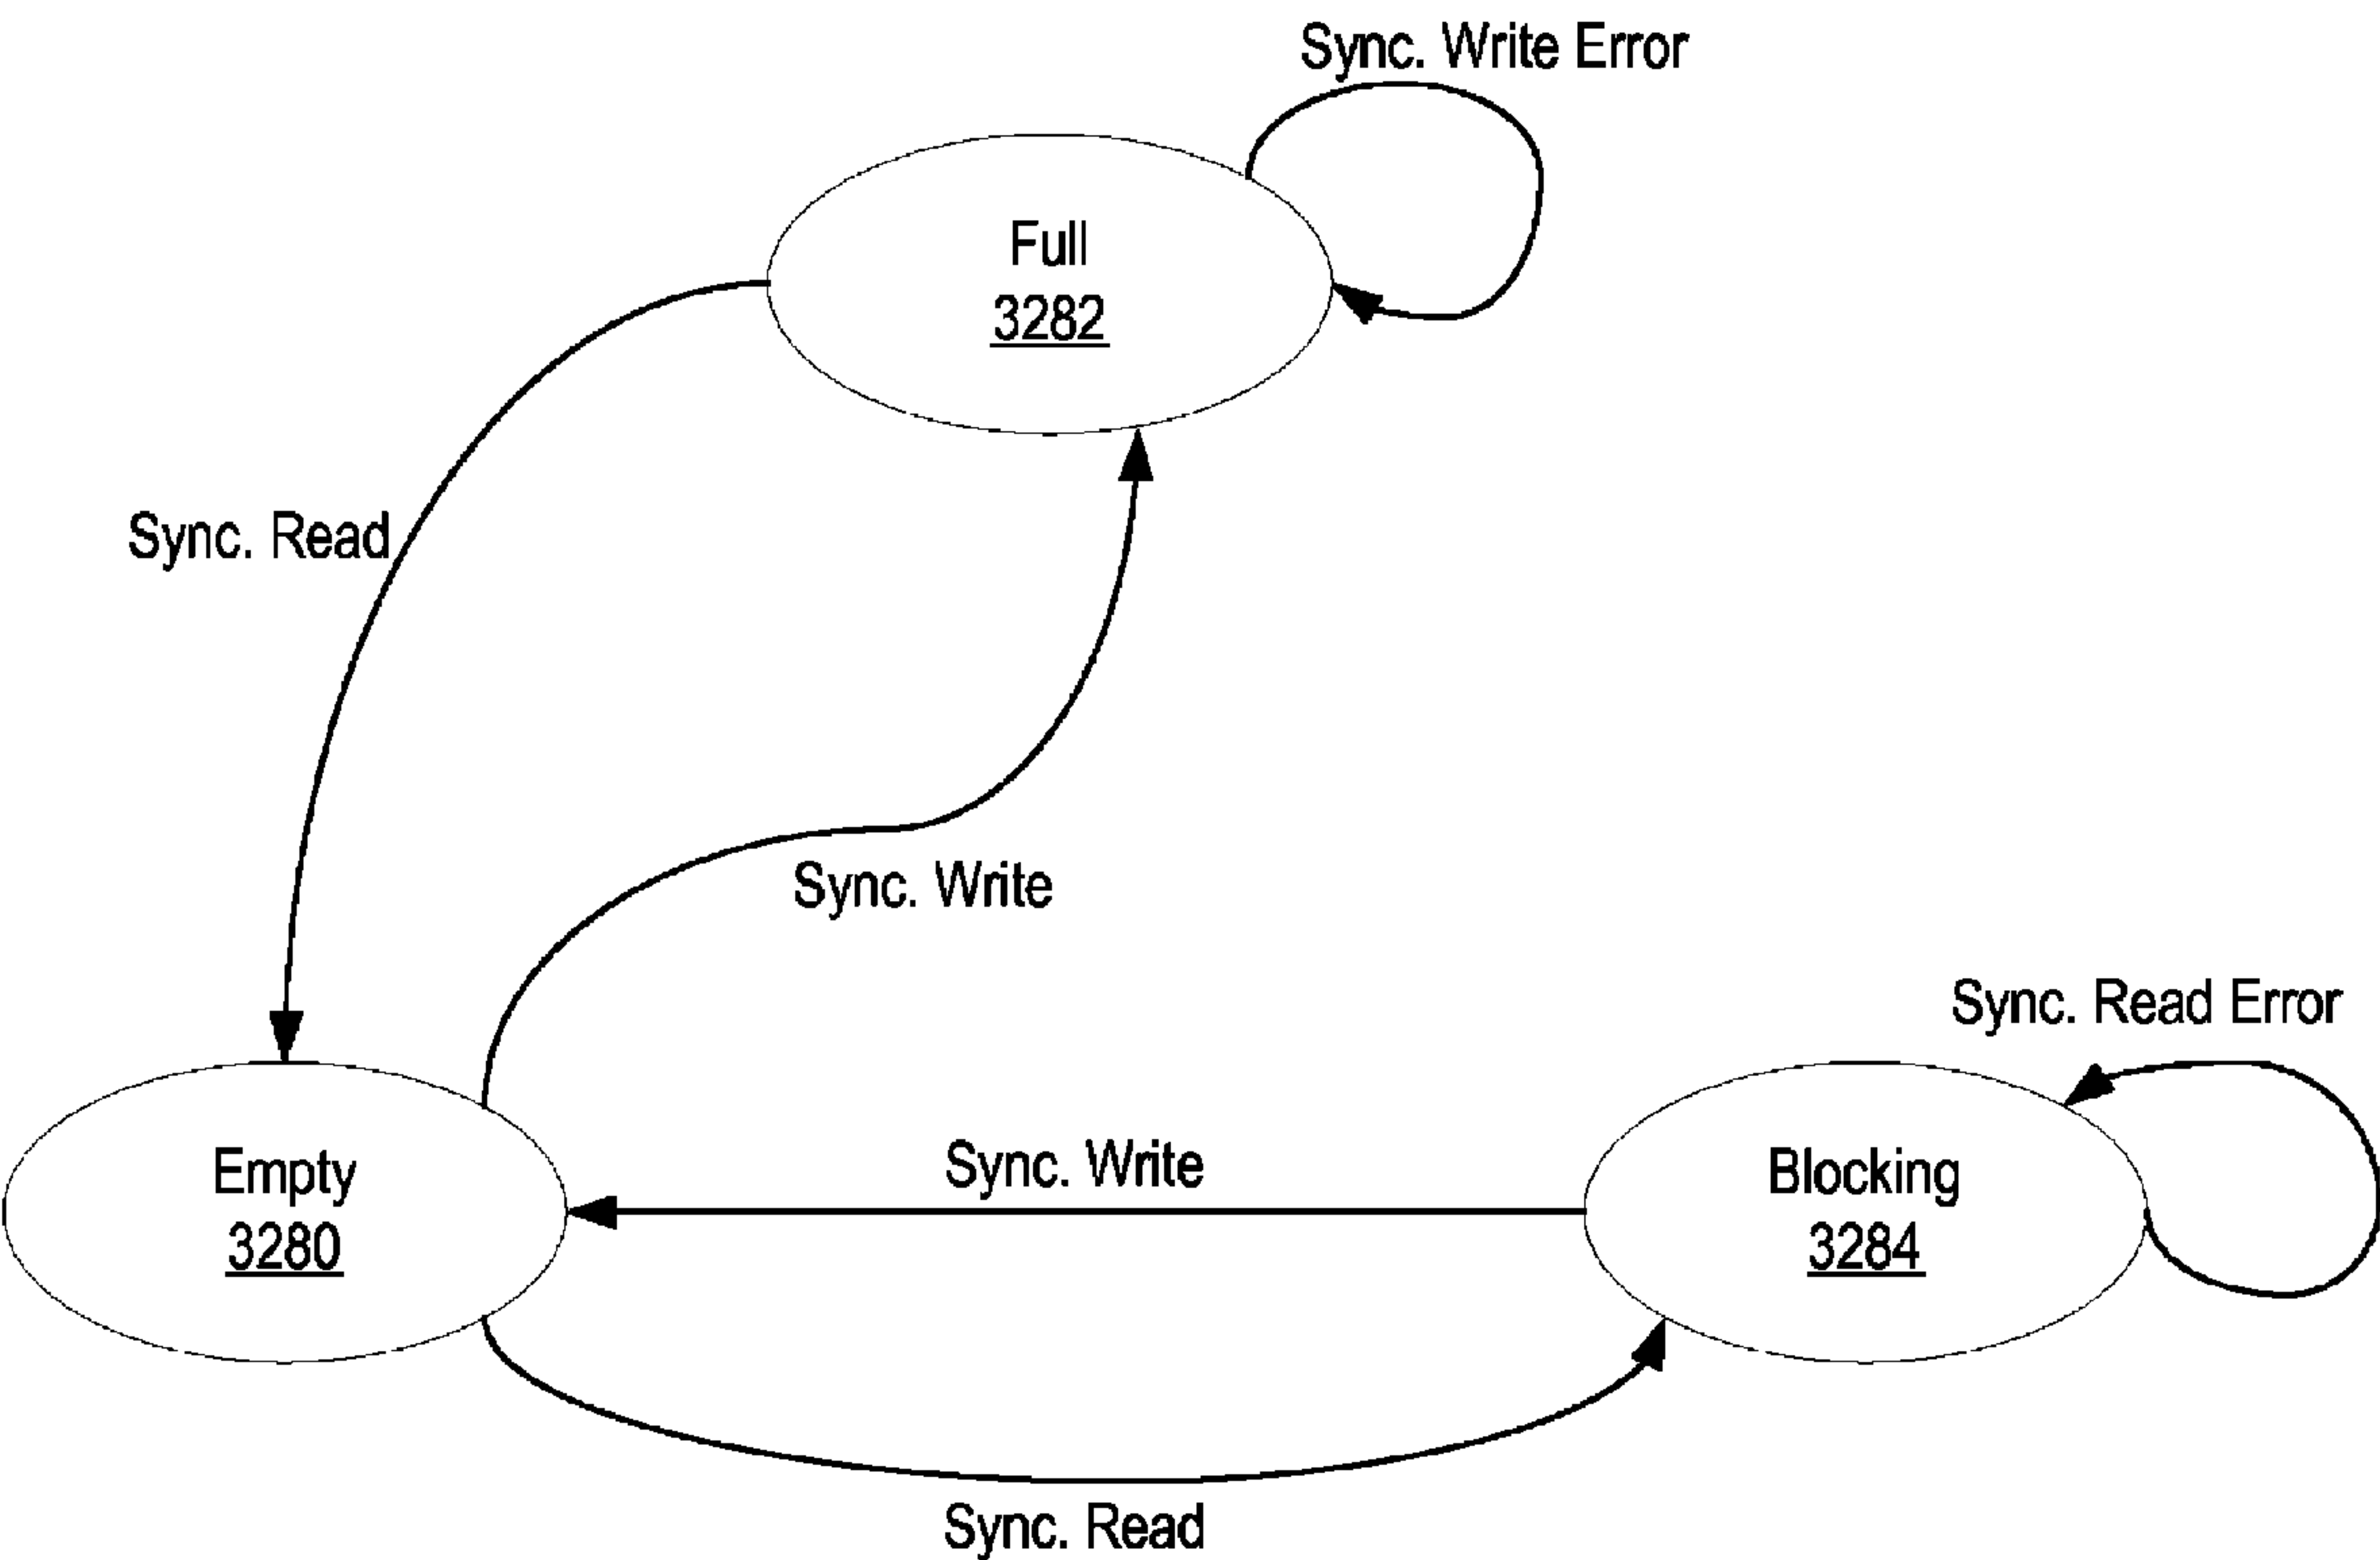 Sync. Write Error
Full
3282
Sync. Read
Sync. Write
Sync. Read Error
Sync. Write
Empty
3280
Blocking
3284
Sync. Read